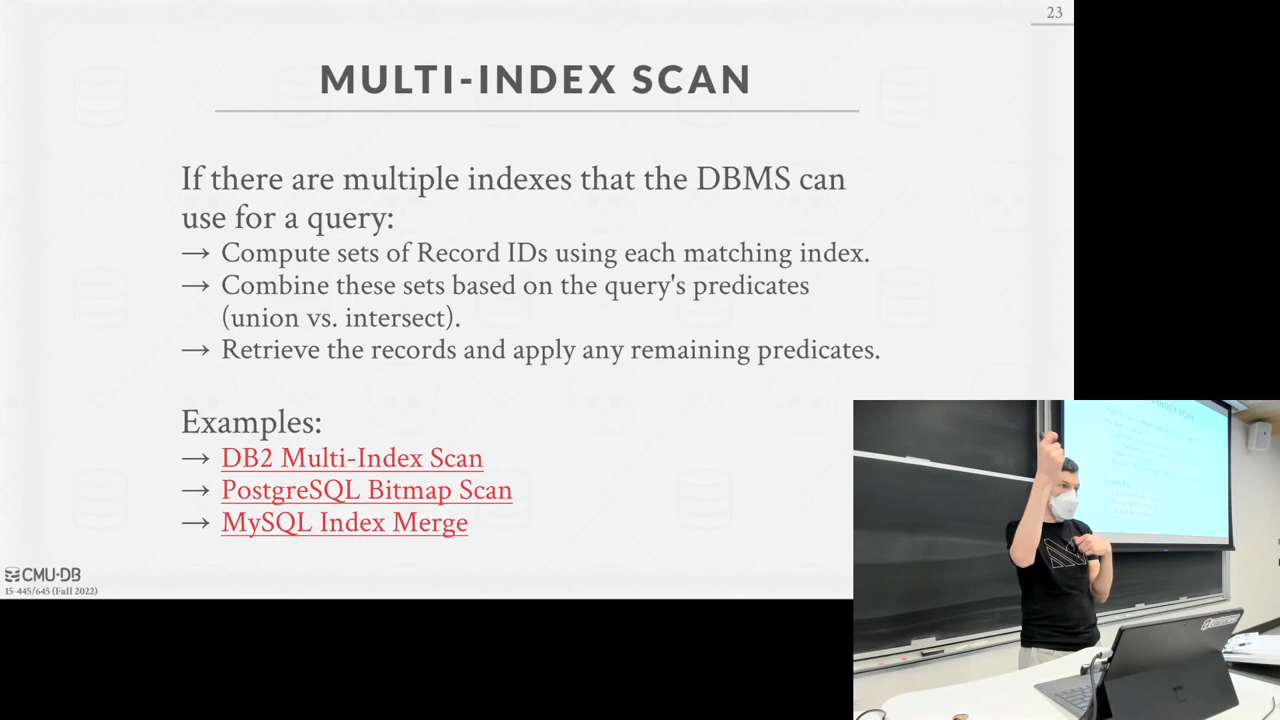 23
MULTI-INDEX SCAN
If there are multiple indexes that the DBMS can
use for a query:
→ Compute sets of Record IDs using each matching index.
→ Combine these sets based on the query's predicates
(union vs. intersect).
→ Retrieve the records and apply any remaining predicates.
Examples:
→ DB2 Multi-Index Scan
→ PostgreSQL Bitmap Scan
→ MySQL Index Merge
CMU·DB
15-445/645 (Fall 2022)